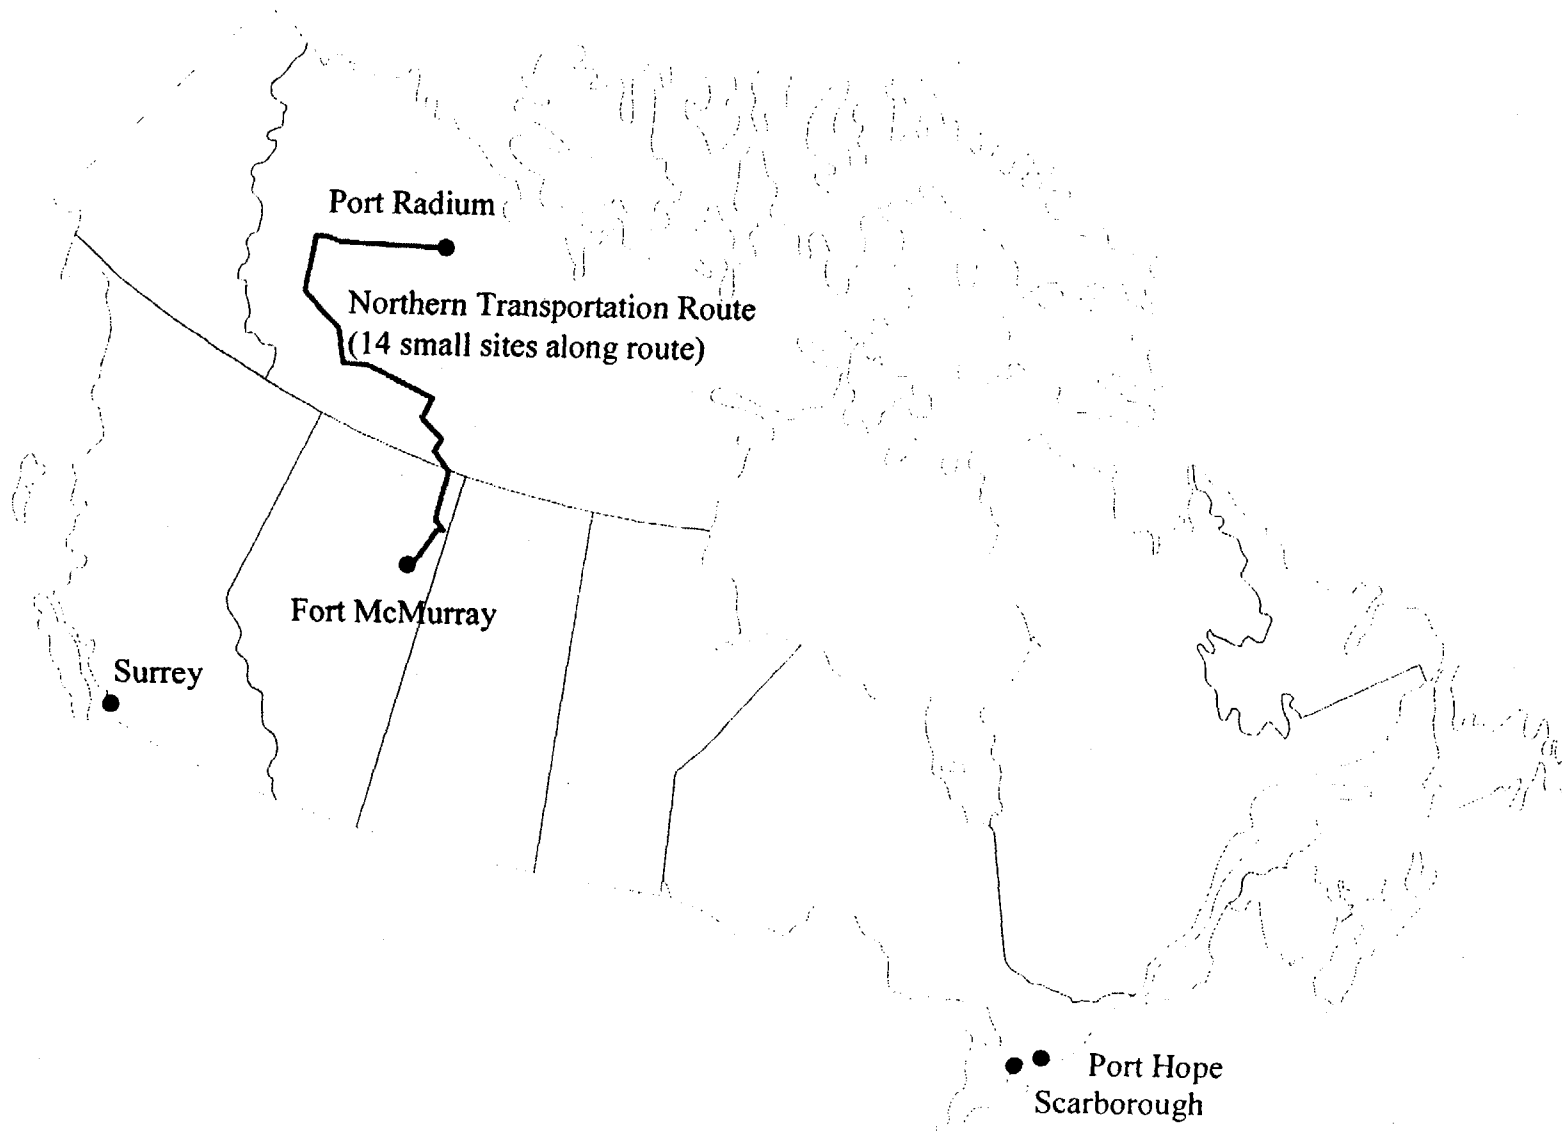 Port Radium
Northern Transportation Route
(14 small sites along route)
Fort McMurray
Surrey
Port Hope
Scarborough